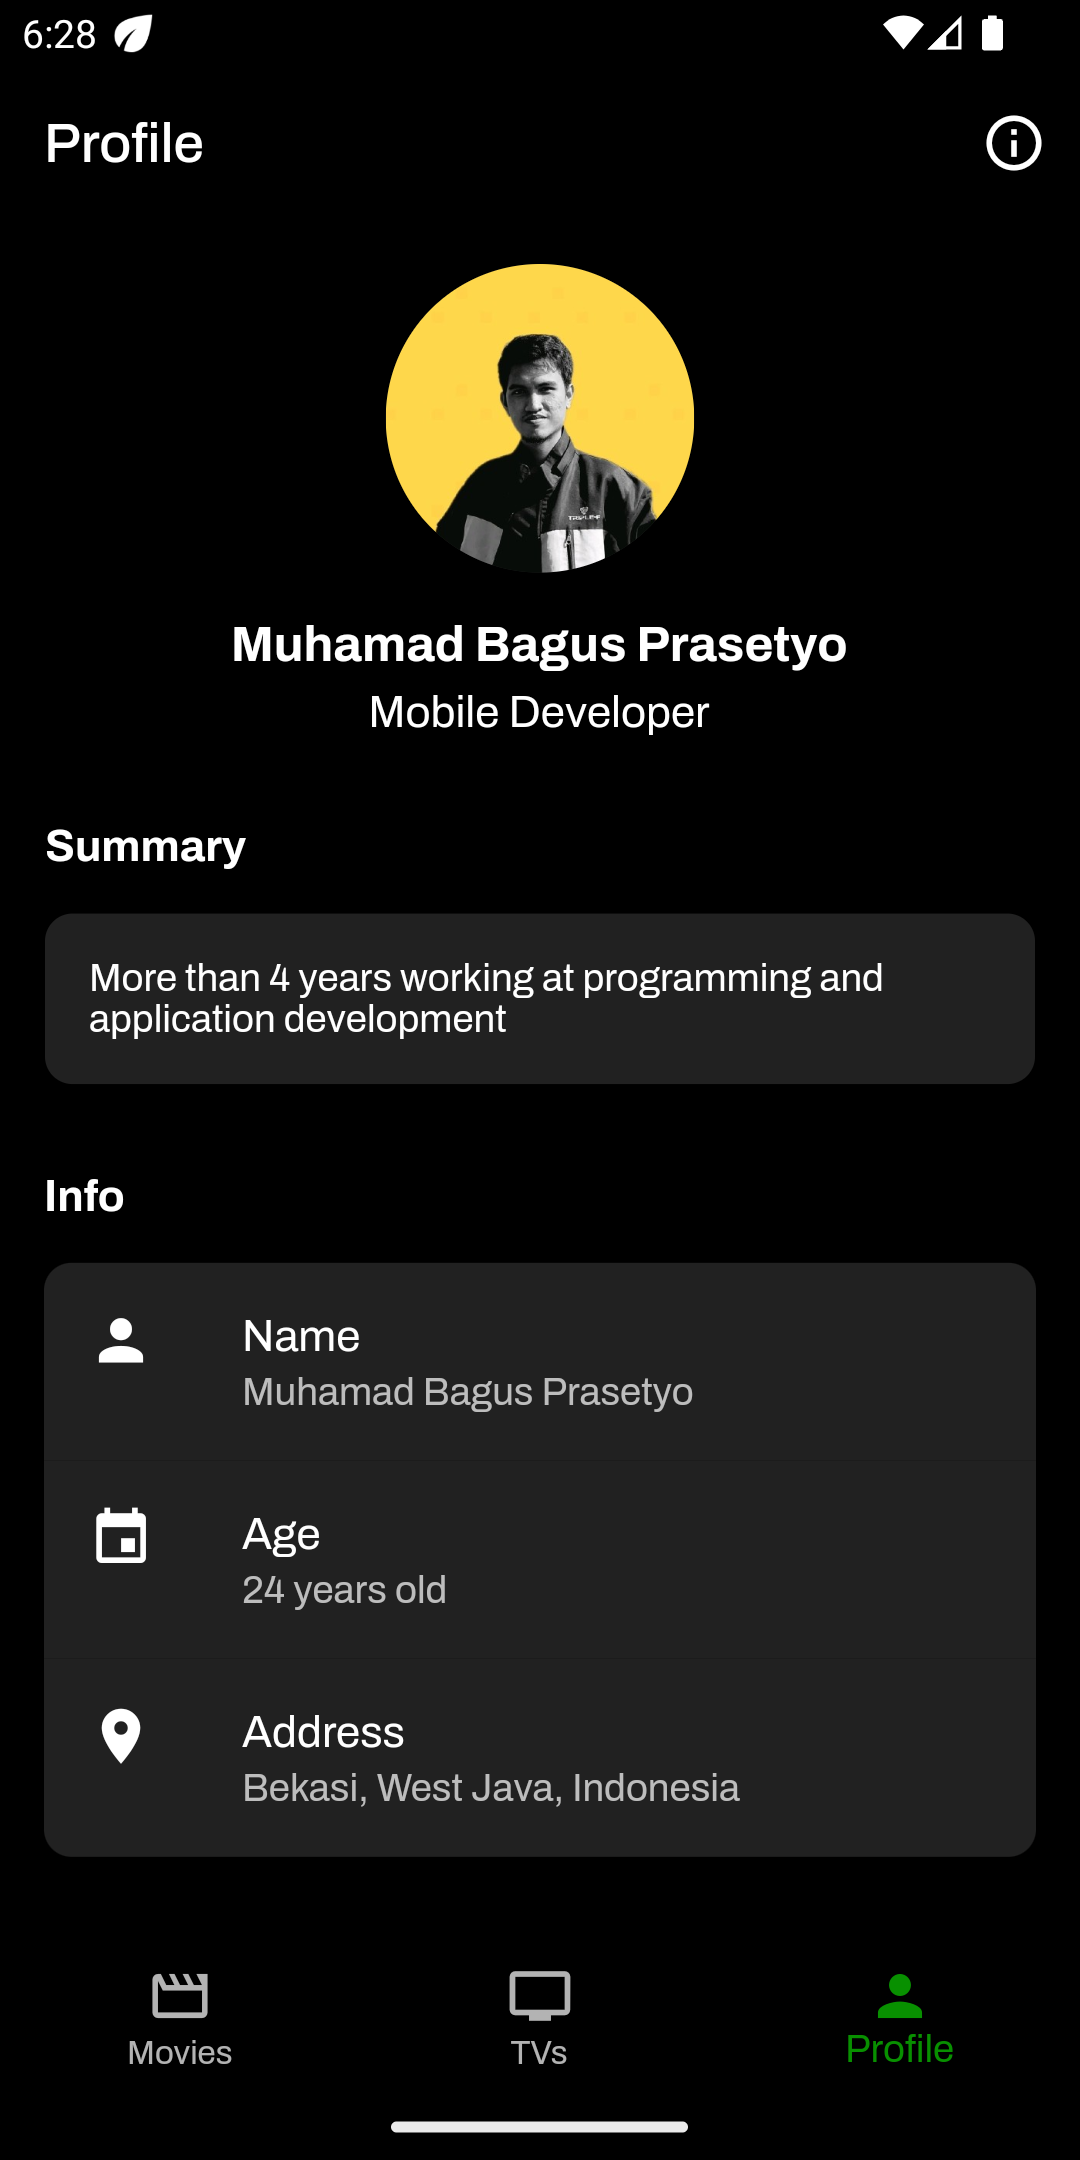 6:28
Profile
Muhamad Bagus Prasetyo
Mobile Developer
Summary
More than 4 years working at programming and
application development
Info
Name
Muhamad Bagus Prasetyo
Age
24 years old
Address
Bekasi, West Java, Indonesia
Movies
TVs
Profile